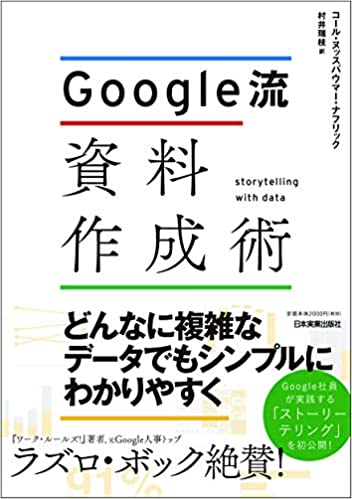 コール・ヌッスバウマー・ナフリック
村井瑞枝 訳
Google流
資料
作成術
storytelling
with data
定価本体2000円(税別)
日本実業出版社
どんなに複雑な
データでもシンプルに
わかりやすく
Google社員
が実践する
「ストーリー
テリング」
を初公開!
『ワーク・ルールズ!』著者、元Google人事トップ
ラズロ・ボック絶賛!
91%